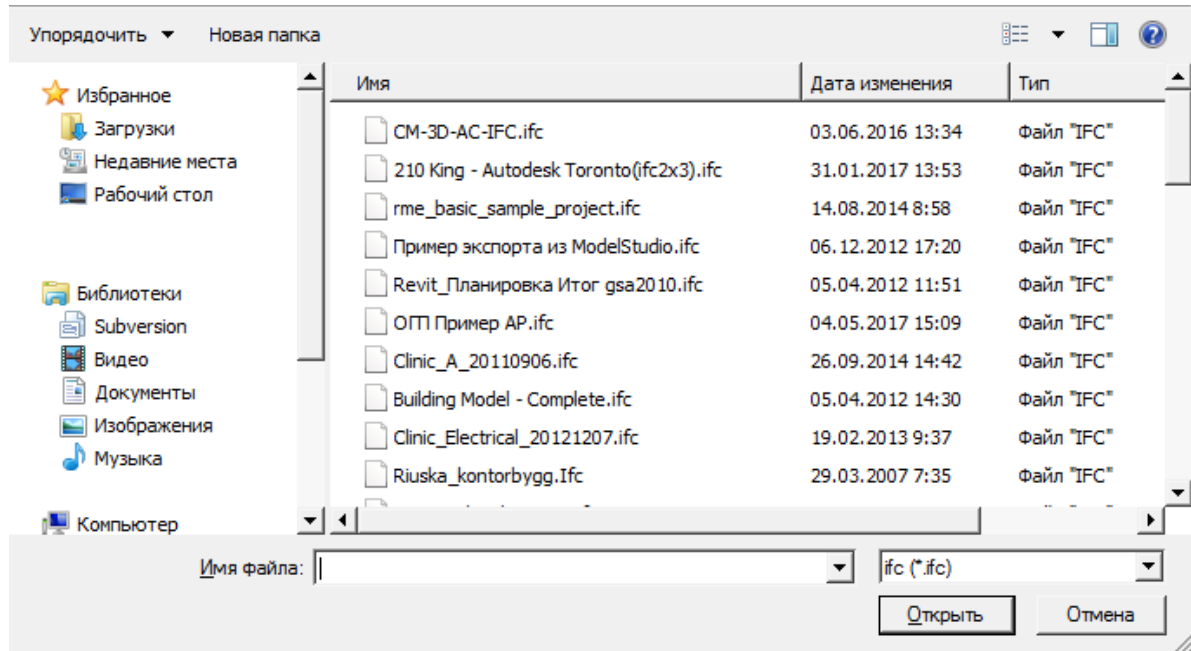 Упорядочить Новая папка
Избранное
Загрузки
Недавние места
Рабочий стол
Библиотеки
Subversion
Видео
Документы
Изображения
Музыка
Компьютер
Имя Дата изменения Тип
CM-3D-AC-IFC.ifc 03.06.2016 13:34 Файл "IFC"
210 King - Autodesk Toronto(ifc2x3).ifc 31.01.2017 13:53 Файл "IFC"
rme_basic_sample_project.ifc 14.08.2014 8:58 Файл "IFC"
Пример экспорта из ModelStudio.ifc 06.12.2012 17:20 Файл "IFC"
Revit_Планировка Итог gsa2010.ifc 05.04.2012 11:51 Файл "IFC"
ОГП Пример АР.ifc 04.05.2017 15:09 Файл "IFC"
Clinic_A_20110906.ifc 26.09.2014 14:42 Файл "IFC"
Building Model - Complete.ifc 05.04.2012 14:30 Файл "IFC"
Clinic_Electrical_20121207.ifc 19.02.2013 9:37 Файл "IFC"
Riuska_kontorbygg.Ifc 29.03.2007 7:35 Файл "IFC"
Имя файла: ifc (*.ifc)
Открыть Отмена